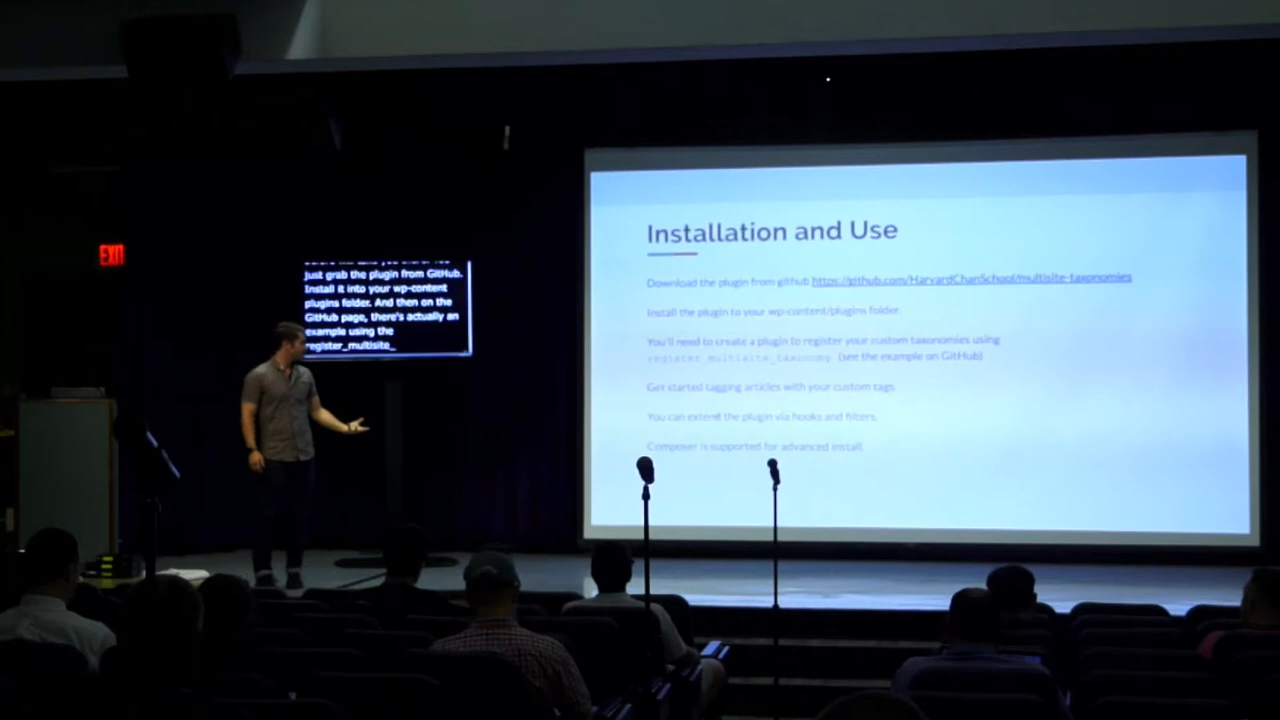 EXIT
just grab the plugin from GitHub.
Install it into your wp-content
plugins folder. And then on the
GitHub page, there's actually an
example using the
register_multisite_
Installation and Use
Download the plugin from github https://github.com/HarvardChanSchool/multisite-taxonomies
Install the plugin to your wp-content/plugins folder.
You'll need to create a plugin to register your custom taxonomies using
register_multisite_taxonomy (see the example on GitHub)
Get started tagging articles with your custom tags
You can extend the plugin via hooks and filters.
Composer is supported for advanced install